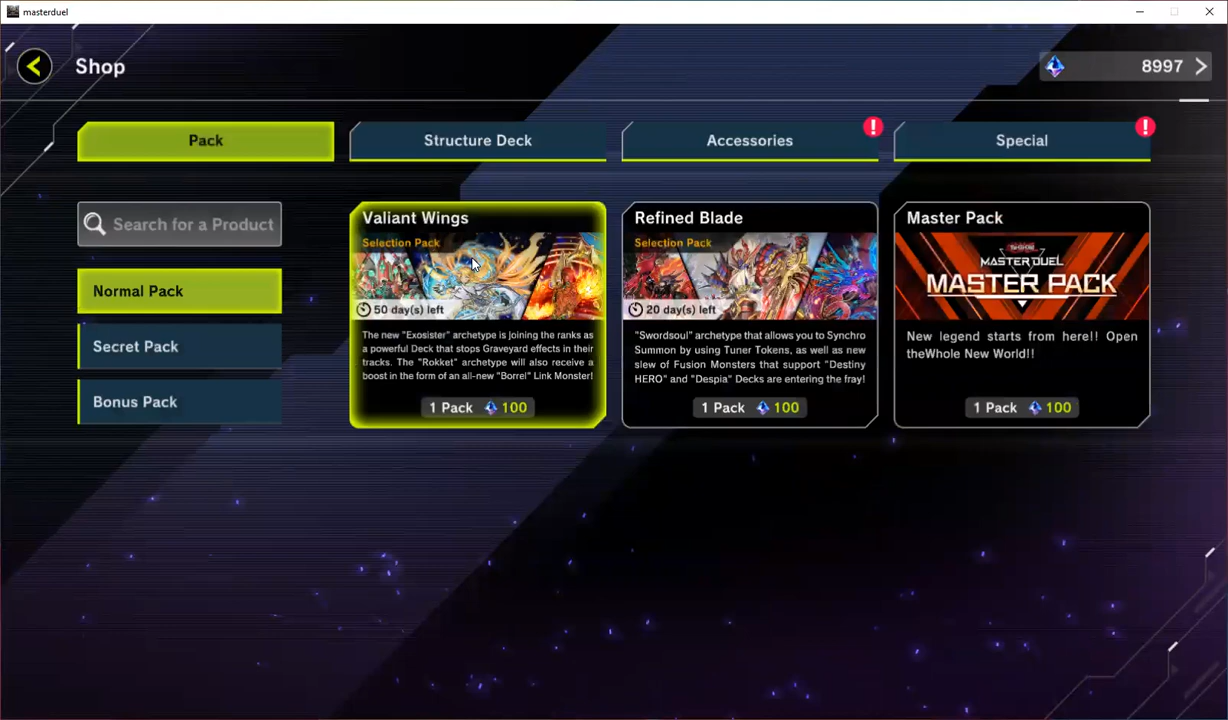 masterduel
Shop
8997
Pack
Structure Deck
Accessories
!
Special
!
Search for a Product
Normal Pack
Secret Pack
Bonus Pack
Valiant Wings
Selection Pack
50 day(s) left
The new "Exosister" archetype is joining the ranks as
a powerful Deck that stops Graveyard effects in their
tracks. The "Rokket" archetype will also receive a
boost in the form of an all-new "Borrel" Link Monster!
1 Pack 100
Refined Blade
Selection Pack
20 day(s) left
"Swordsoul" archetype that allows you to Synchro
Summon by using Tuner Tokens, as well as new
slew of Fusion Monsters that support "Destiny
HERO" and "Despia" Decks are entering the fray!
1 Pack 100
Master Pack
Yu-Gi-Oh!
MASTER DUEL
MASTER PACK
New legend starts from here!! Open
theWhole New World!!
1 Pack 100